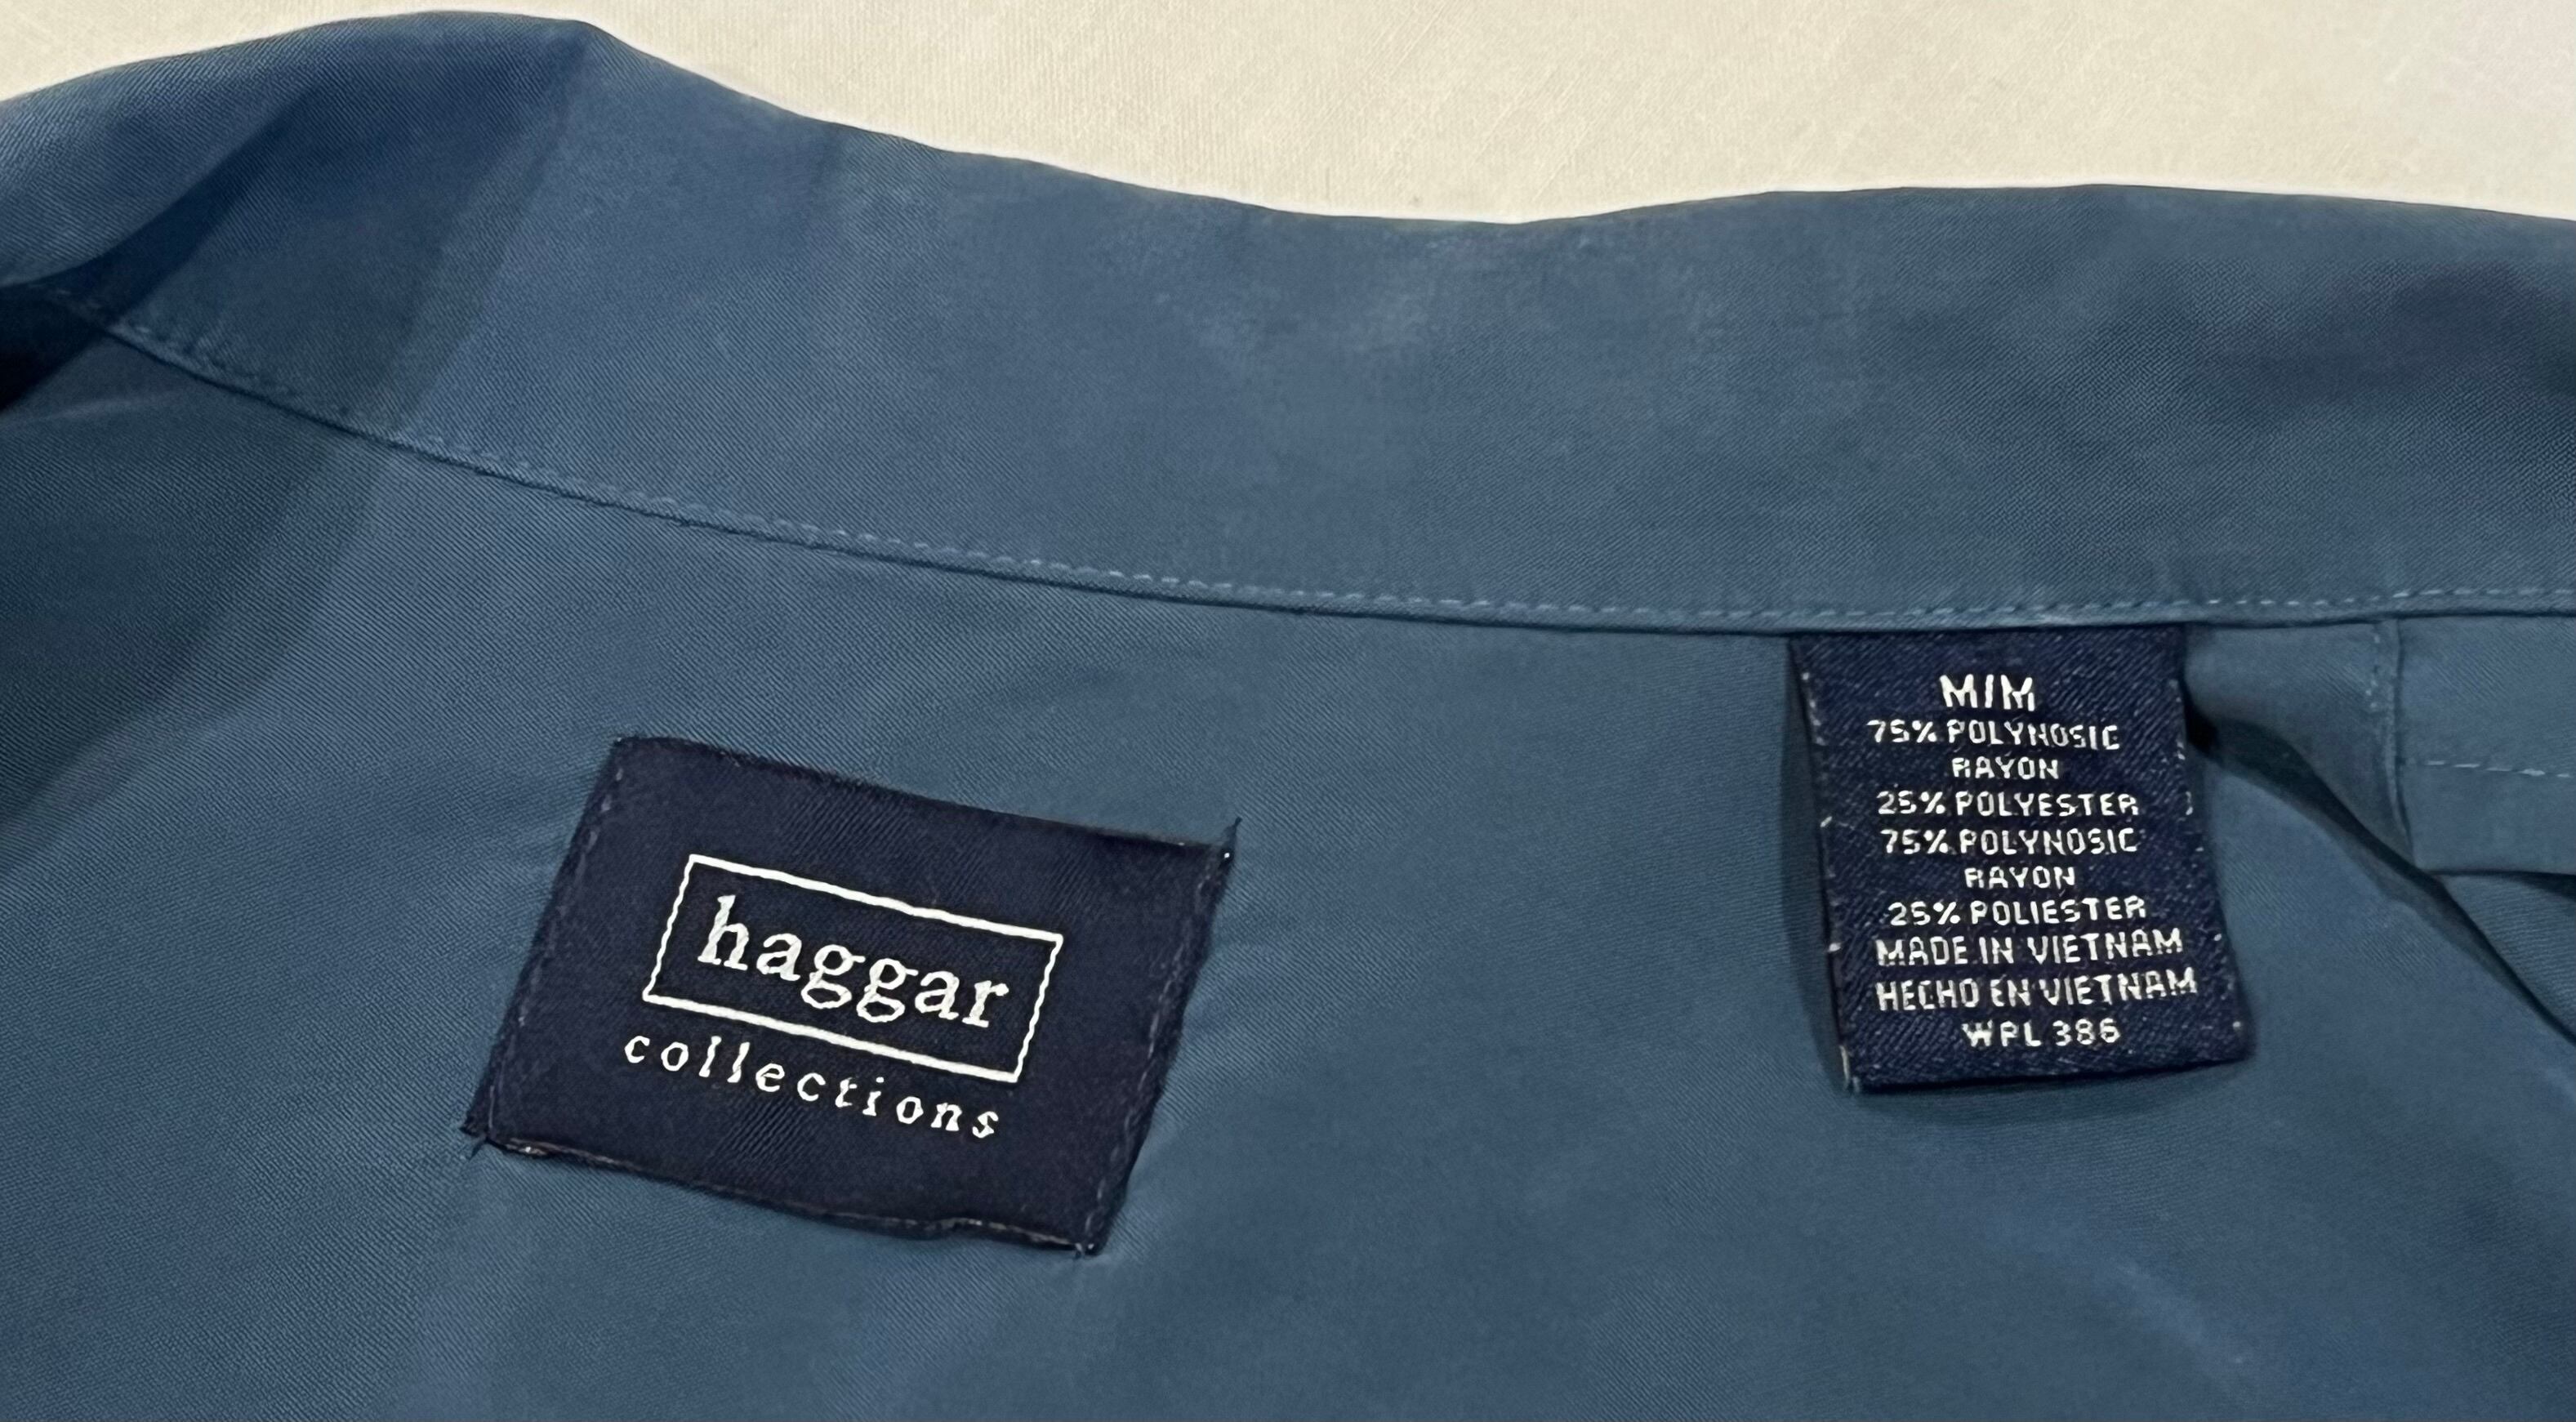 haggar
collections
M/M
75% POLYNOSIC
RAYON
25% POLYESTER
75% POLYNOSIC
RAYON
25% POLIESTER
MADE IN VIETNAM
HECHO EN VIETNAM
WPL 386